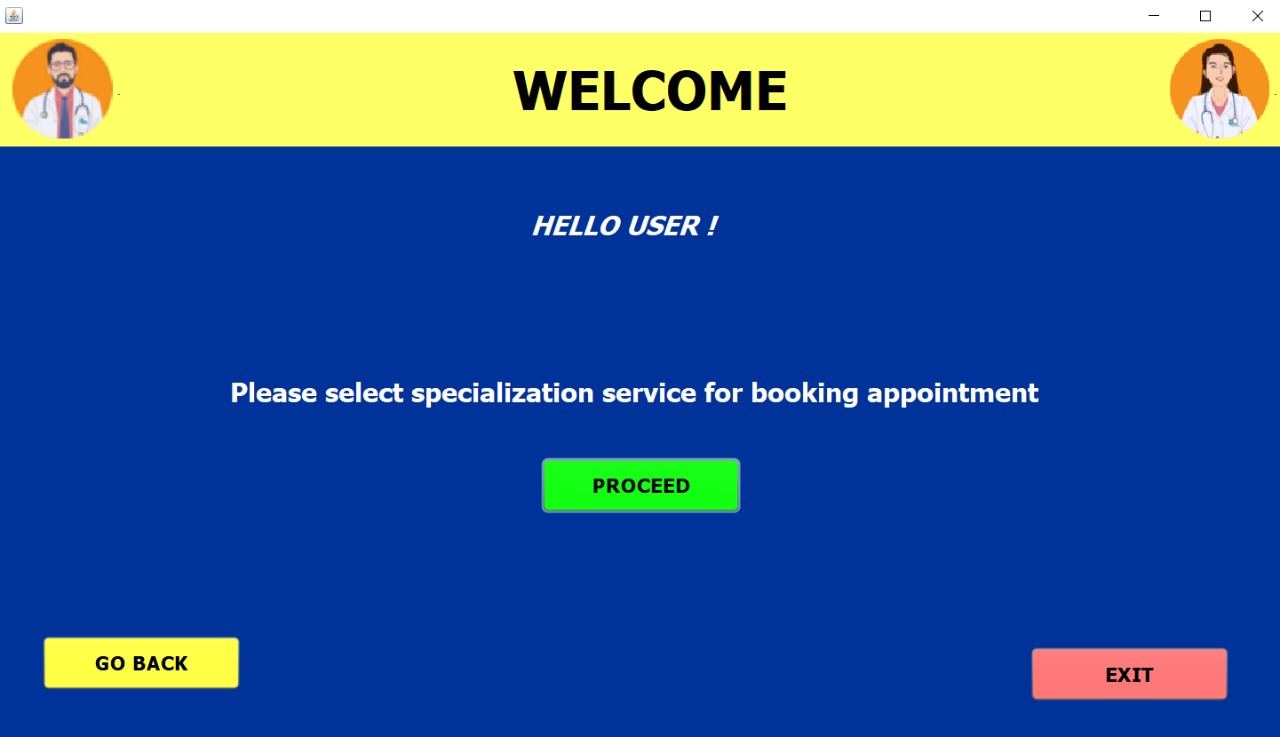 WELCOME
HELLO USER !
Please select specialization service for booking appointment
PROCEED
GO BACK
EXIT